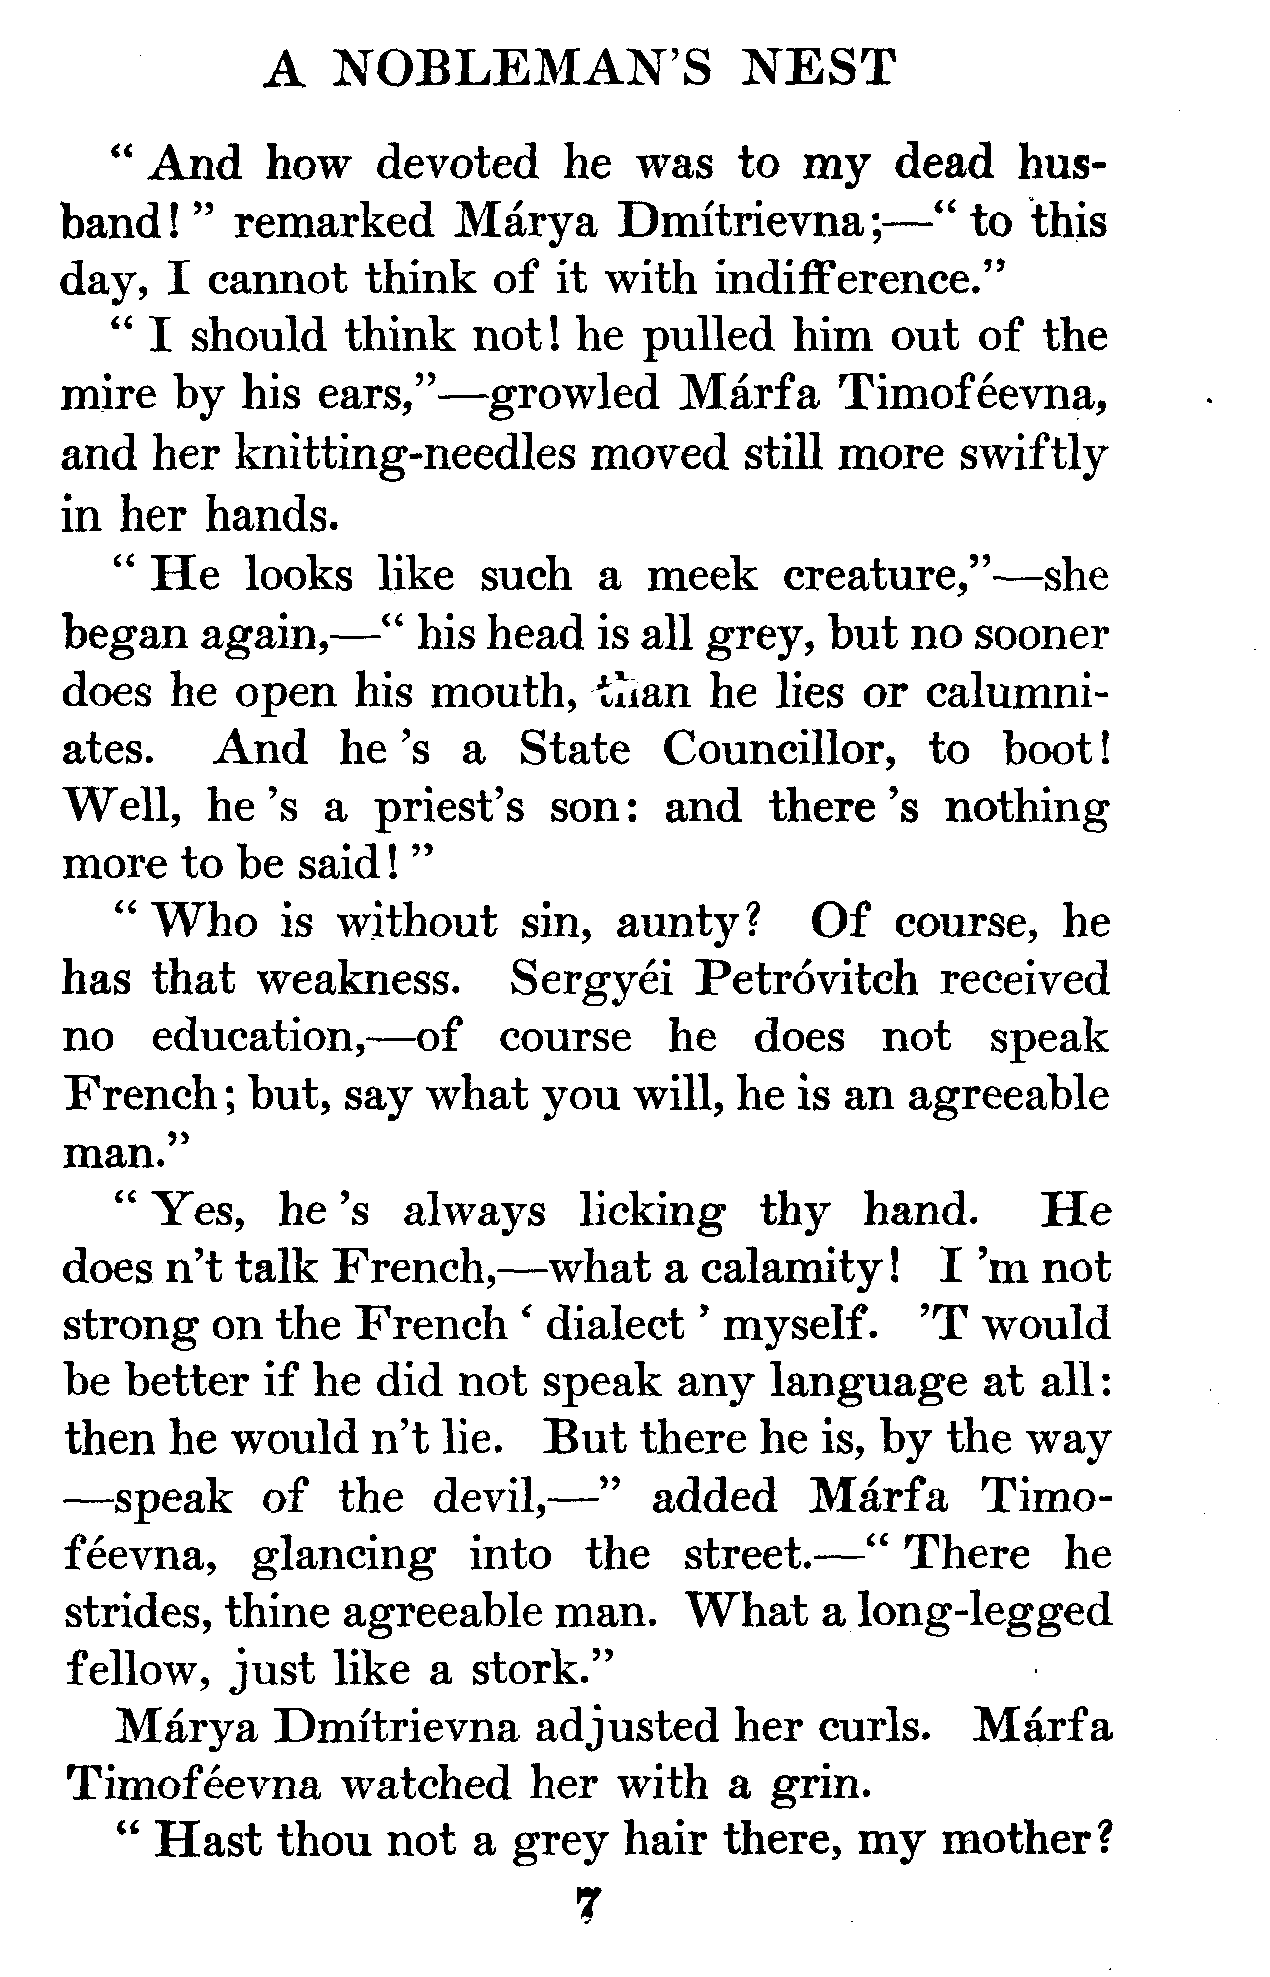 A NOBLEMAN'S NEST
“ And how devoted he was to my dead hus-
band! ” remarked Márya Dmítrievna;—“ to this
day, I cannot think of it with indifference.”
“ I should think not! he pulled him out of the
mire by his ears,”—growled Márfa Timoféevna,
and her knitting-needles moved still more swiftly
in her hands.
“ He looks like such a meek creature,”—she
began again,—“ his head is all grey, but no sooner
does he open his mouth, than he lies or calumni-
ates. And he 's a State Councillor, to boot!
Well, he 's a priest's son: and there 's nothing
more to be said! ”
“ Who is without sin, aunty? Of course, he
has that weakness. Sergyéi Petróvitch received
no education,—of course he does not speak
French; but, say what you will, he is an agreeable
man.”
“ Yes, he 's always licking thy hand. He
does n't talk French,—what a calamity! I 'm not
strong on the French ‘ dialect ’ myself. 'T would
be better if he did not speak any language at all:
then he would n't lie. But there he is, by the way
—speak of the devil,—” added Márfa Timo-
féevna, glancing into the street.—“ There he
strides, thine agreeable man. What a long-legged
fellow, just like a stork.”
Márya Dmítrievna adjusted her curls. Márfa
Timoféevna watched her with a grin.
“ Hast thou not a grey hair there, my mother?
7